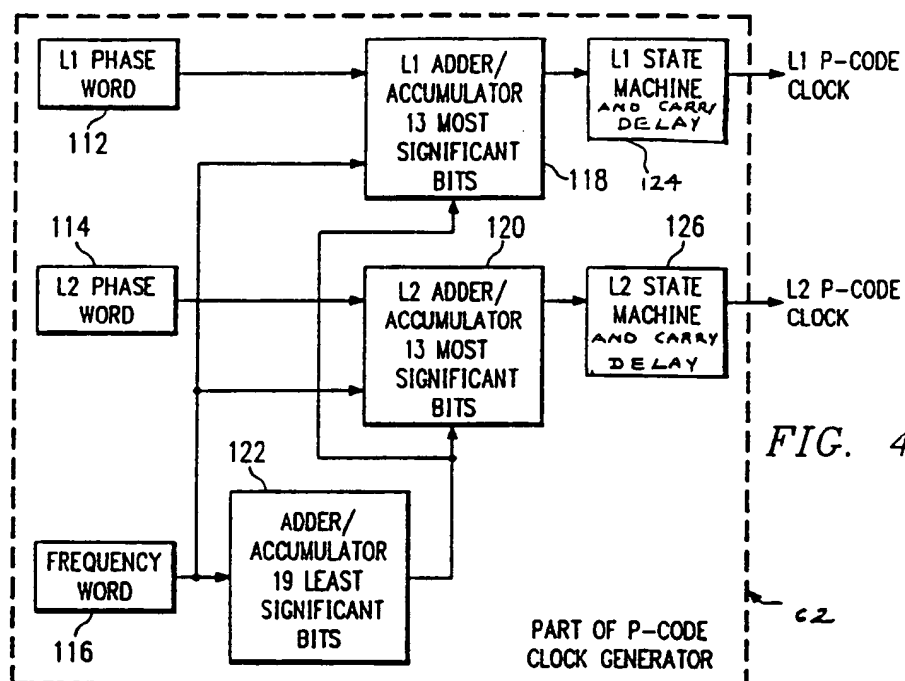 L1 PHASE
WORD
112
L1 ADDER/
ACCUMULATOR
13 MOST
SIGNIFICANT
BITS
118
L1 STATE
MACHINE
AND CARRY
DELAY
124
L1 P-CODE
CLOCK
114
L2 PHASE
WORD
120
L2 ADDER/
ACCUMULATOR
13 MOST
SIGNIFICANT
BITS
126
L2 STATE
MACHINE
AND CARRY
DELAY
L2 P-CODE
CLOCK
FIG. 4
122
ADDER/
ACCUMULATOR
19 LEAST
SIGNIFICANT
BITS
FREQUENCY
WORD
116
PART OF P-CODE
CLOCK GENERATOR
62